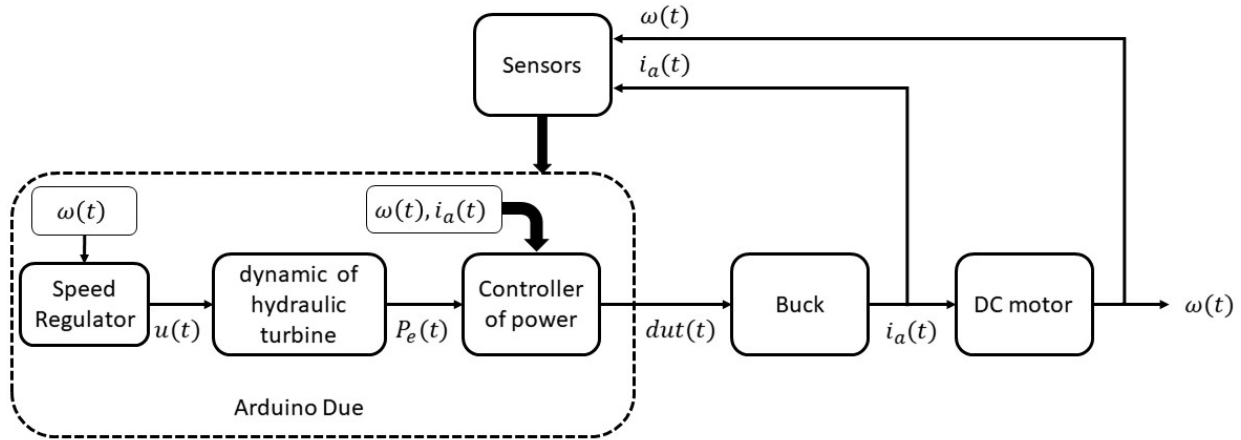 ω(t)
Sensors
i_a(t)
ω(t)
ω(t), i_a(t)
Speed
Regulator
u(t)
dynamic of
hydraulic
turbine
P_e(t)
Controller
of power
dut(t)
Buck
i_a(t)
DC motor
ω(t)
Arduino Due